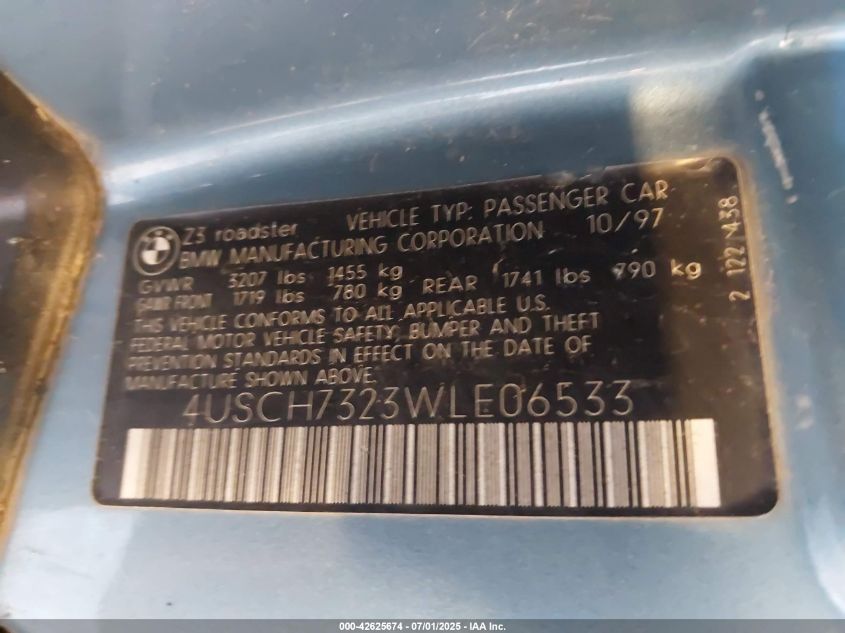 BMW
Z3 roadster VEHICLE TYP: PASSENGER CAR
BMW MANUFACTURING CORPORATION 10/97
GVWR 3207 lbs 1455 kg
GAWR FRONT 1719 lbs 780 kg REAR 1741 lbs 790 kg
THIS VEHICLE CONFORMS TO ALL APPLICABLE U.S.
FEDERAL MOTOR VEHICLE SAFETY, BUMPER AND THEFT
PREVENTION STANDARDS IN EFFECT ON THE DATE OF
MANUFACTURE SHOWN ABOVE.
4USCH7323WLE06533
2 122 438
000-42625674 - 07/01/2025 - IAA Inc.